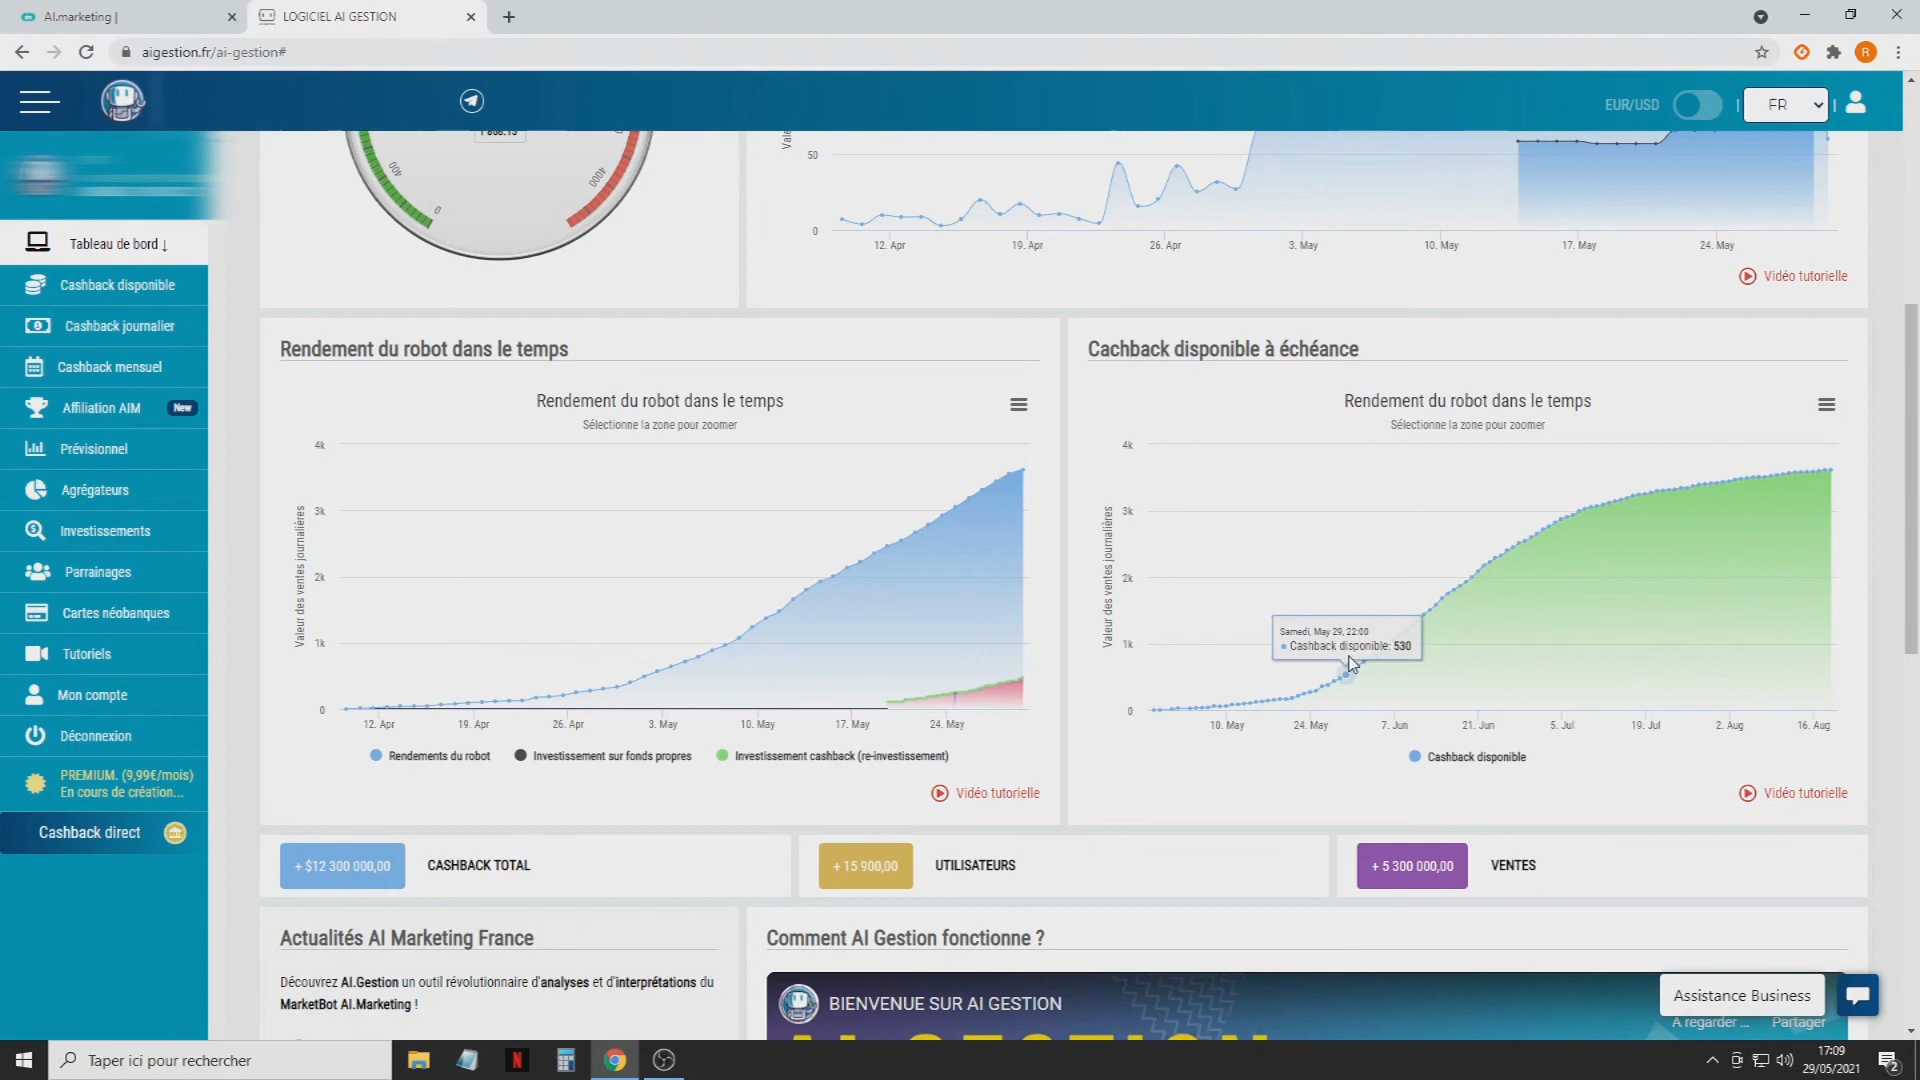 AI.marketing |
LOGICIEL AI GESTION
aigestion.fr/ai-gestion#
R
EUR/USD
FR
Tableau de bord ↓
Cashback disponible
Cashback journalier
Cashback mensuel
Affiliation AIM New
Prévisionnel
Agrégateurs
Investissements
Parrainages
Cartes néobanques
Tutoriels
Mon compte
Déconnexion
PREMIUM. (9,99€/mois)
En cours de création...
Cashback direct
0
400
4000
50
0
12. Apr
19. Apr
26. Apr
3. May
10. May
17. May
24. May
Vidéo tutorielle
Rendement du robot dans le temps
Rendement du robot dans le temps
Sélectionne la zone pour zoomer
Valeur des ventes journalières
4k
3k
2k
1k
0
12. Apr
19. Apr
26. Apr
3. May
10. May
17. May
24. May
Rendements du robot
Investissement sur fonds propres
Investissement cashback (re-investissement)
Vidéo tutorielle
Cachback disponible à échéance
Rendement du robot dans le temps
Sélectionne la zone pour zoomer
Valeur des ventes journalières
4k
3k
2k
1k
0
Samedi, May 29, 22:00
Cashback disponible: 530
10. May
24. May
7. Jun
21. Jun
5. Jul
19. Jul
2. Aug
16. Aug
Cashback disponible
Vidéo tutorielle
+ $12 300 000,00
CASHBACK TOTAL
+ 15 900,00
UTILISATEURS
+ 5 300 000,00
VENTES
Actualités AI Marketing France
Découvrez AI.Gestion un outil révolutionnaire d'analyses et d'interprétations du
MarketBot AI.Marketing !
Comment AI Gestion fonctionne ?
BIENVENUE SUR AI GESTION
AI GESTION
Assistance Business
A regarder ...
Partager
Taper ici pour rechercher
N
17:09
29/05/2021
2